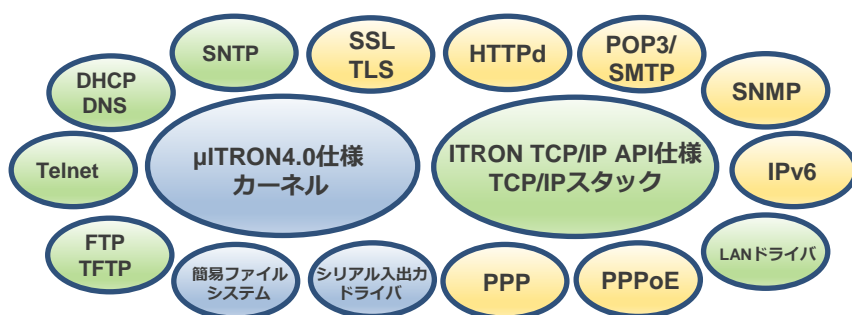 SNTP
SSL
TLS
HTTPd
POP3/
SMTP
DHCP
DNS
SNMP
µITRON4.0仕様
カーネル
ITRON TCP/IP API仕様
TCP/IPスタック
Telnet
IPv6
FTP
TFTP
簡易ファイル
システム
シリアル入出力
ドライバ
PPP
PPPoE
LANドライバ